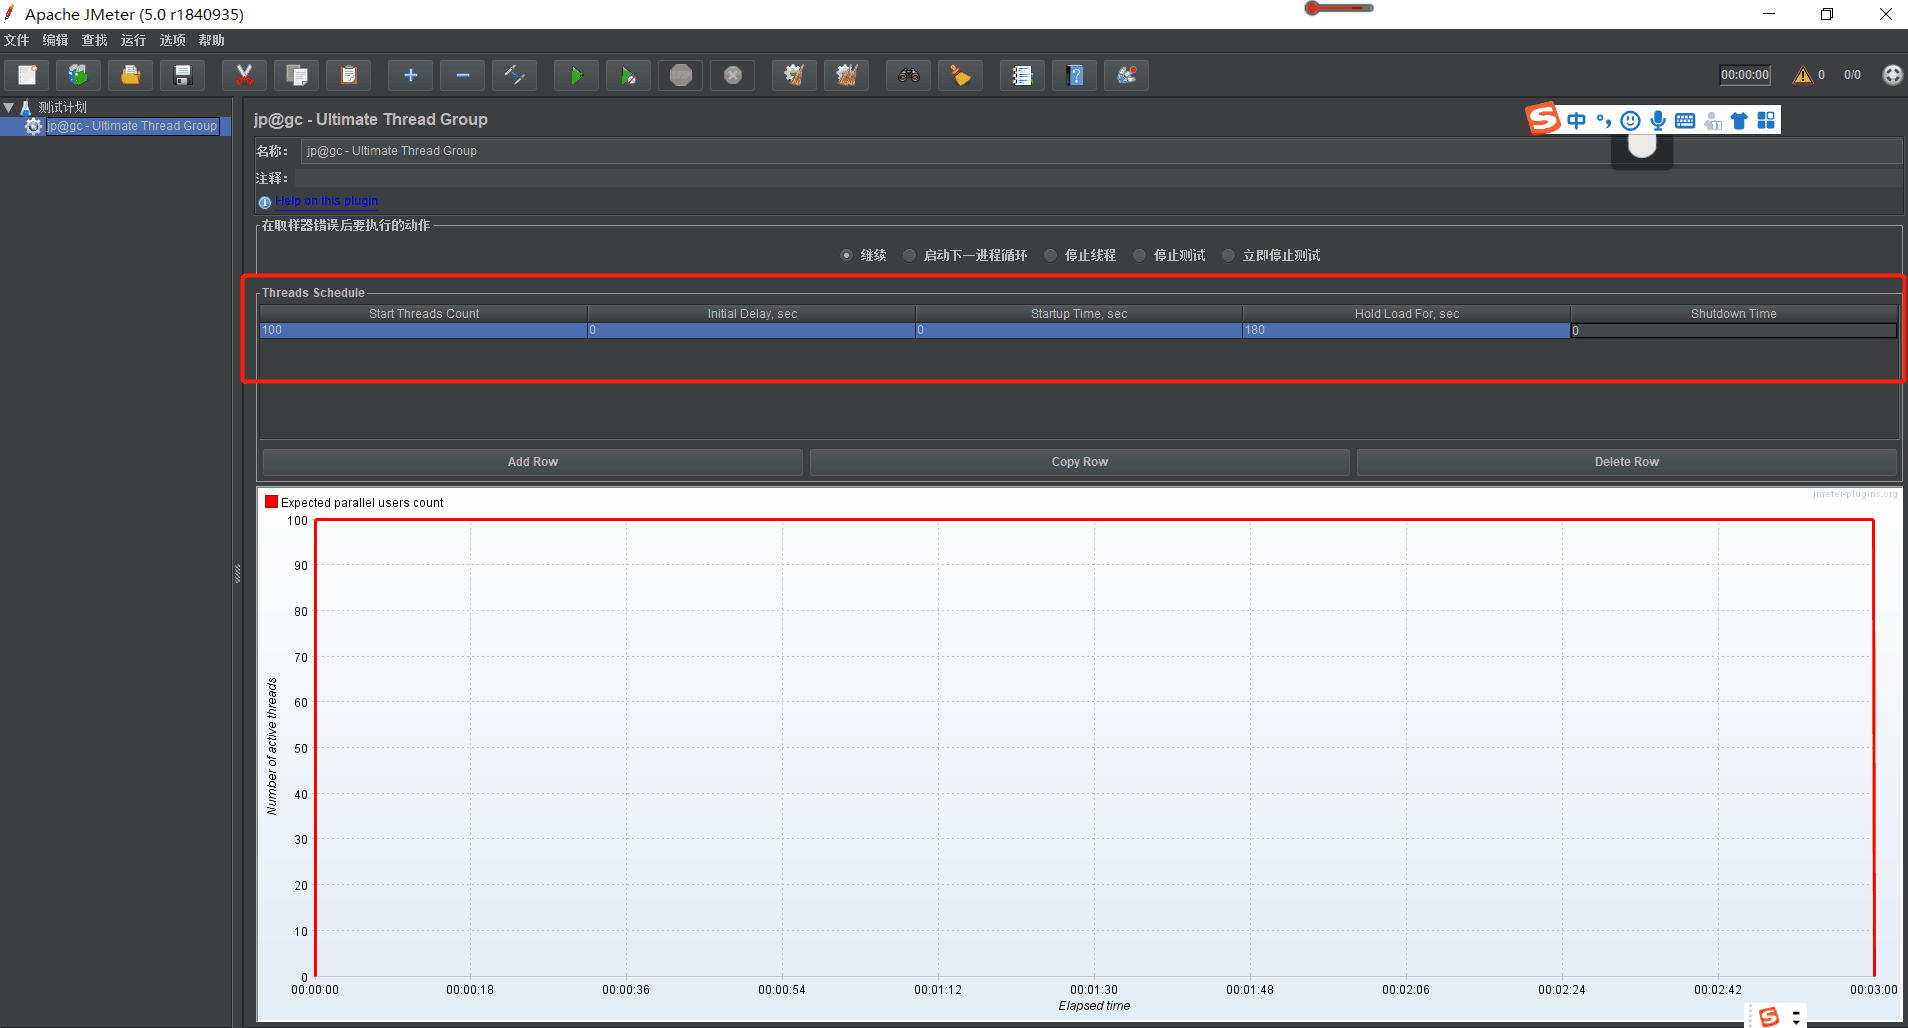 Apache JMeter (5.0 r1840935)
文件 编辑 查找 运行 选项 帮助
00:00:00 0 0/0
测试计划
jp@gc - Ultimate Thread Group
jp@gc - Ultimate Thread Group
中
名称： jp@gc - Ultimate Thread Group
注释：
Help on this plugin
在取样器错误后要执行的动作
继续 启动下一进程循环 停止线程 停止测试 立即停止测试
Threads Schedule
Start Threads Count Initial Delay, sec Startup Time, sec Hold Load For, sec Shutdown Time
100 0 0 180 0
Add Row Copy Row Delete Row
Expected parallel users count
jmeter-plugins.org
100
90
80
70
60
50
40
30
20
10
0
Number of active threads
00:00:00 00:00:18 00:00:36 00:00:54 00:01:12 00:01:30 00:01:48 00:02:06 00:02:24 00:02:42 00:03:00
Elapsed time